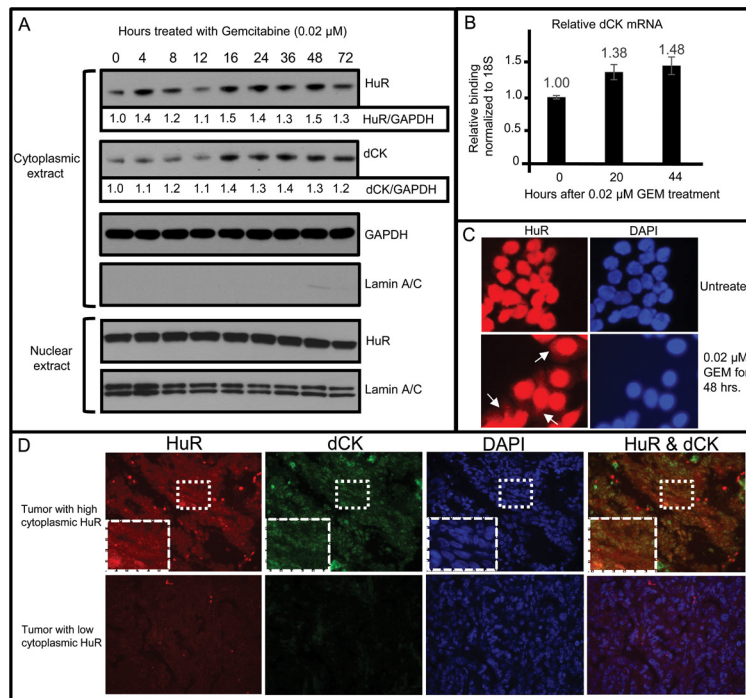 A
Hours treated with Gemcitabine (0.02 µM)
0 4 8 12 16 24 36 48 72
HuR
1.0 1.4 1.2 1.1 1.5 1.4 1.3 1.5 1.3 HuR/GAPDH
dCK
1.0 1.1 1.2 1.1 1.4 1.3 1.4 1.3 1.2 dCK/GAPDH
Cytoplasmic
extract
GAPDH
Lamin A/C
HuR
Nuclear
extract
Lamin A/C
B
Relative dCK mRNA
Relative binding
normalized to 18S
1.5
1.0
0.5
0
1.00
1.38
1.48
0 20 44
Hours after 0.02 µM GEM treatment
C
HuR DAPI
Untreate
0.02 µM
GEM for
48 hrs.
D
HuR dCK DAPI HuR & dCK
Tumor with high
cytoplasmic HuR
Tumor with low
cytoplasmic HuR